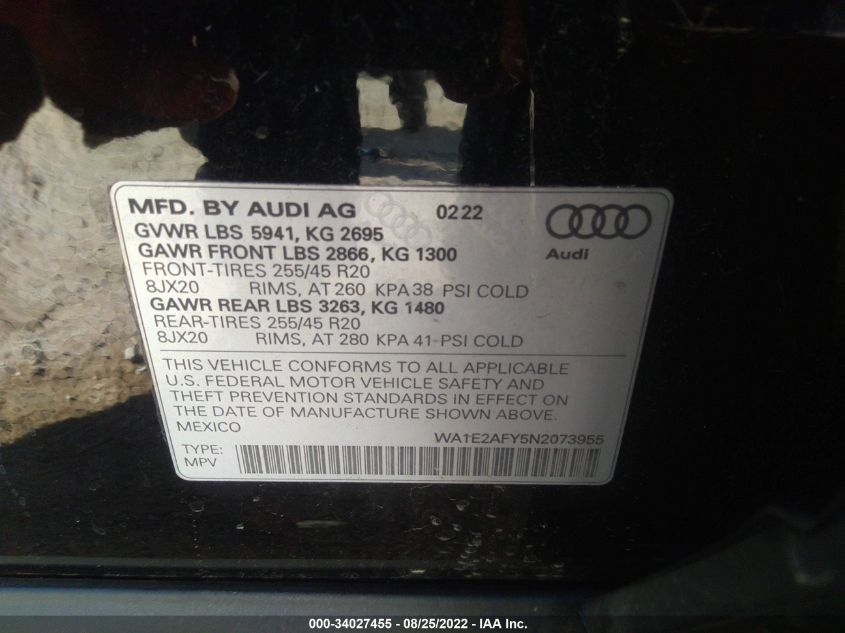 MFD. BY AUDI AG 0222
GVWR LBS 5941, KG 2695
GAWR FRONT LBS 2866, KG 1300
Audi
FRONT-TIRES 255/45 R20
8JX20 RIMS, AT 260 KPA 38 PSI COLD
GAWR REAR LBS 3263, KG 1480
REAR-TIRES 255/45 R20
8JX20 RIMS, AT 280 KPA 41 PSI COLD
THIS VEHICLE CONFORMS TO ALL APPLICABLE
U.S. FEDERAL MOTOR VEHICLE SAFETY AND
THEFT PREVENTION STANDARDS IN EFFECT ON
THE DATE OF MANUFACTURE SHOWN ABOVE.
MEXICO
WA1E2AFY5N2073955
TYPE:
MPV
000-34027455 - 08/25/2022 - IAA Inc.